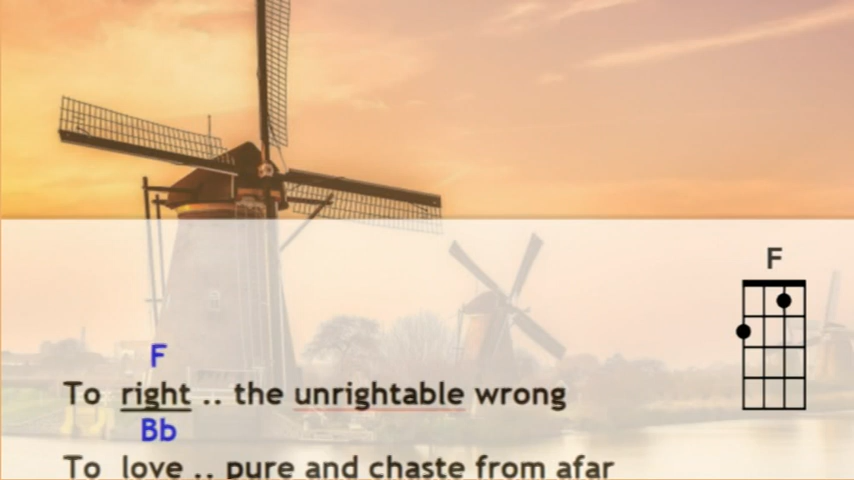 F
F
To right .. the unrightable wrong
Bb
To love .. pure and chaste from afar